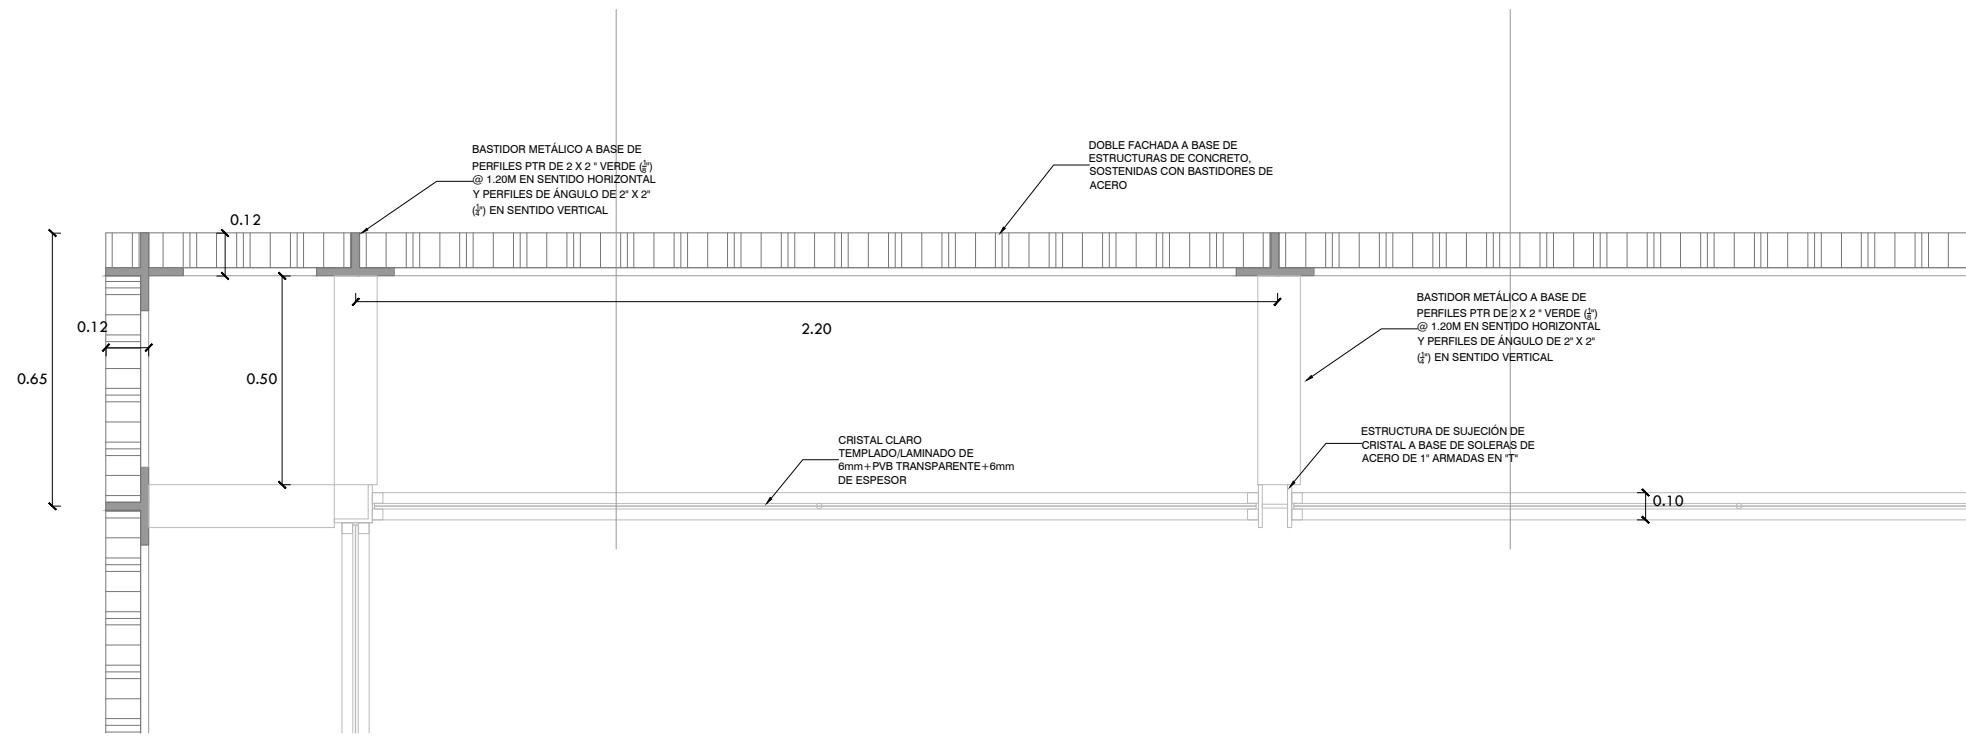 BASTIDOR METÁLICO A BASE DE
PERFILES PTR DE 2 X 2 " VERDE (1/8")
@ 1.20M EN SENTIDO HORIZONTAL
Y PERFILES DE ÁNGULO DE 2" X 2"
(1/4") EN SENTIDO VERTICAL
DOBLE FACHADA A BASE DE
ESTRUCTURAS DE CONCRETO,
SOSTENIDAS CON BASTIDORES DE
ACERO
0.12
0.12
0.65
0.50
2.20
BASTIDOR METÁLICO A BASE DE
PERFILES PTR DE 2 X 2 " VERDE (1/8")
@ 1.20M EN SENTIDO HORIZONTAL
Y PERFILES DE ÁNGULO DE 2" X 2"
(1/4") EN SENTIDO VERTICAL
CRISTAL CLARO
TEMPLADO/LAMINADO DE
6mm+PVB TRANSPARENTE+6mm
DE ESPESOR
ESTRUCTURA DE SUJECIÓN DE
CRISTAL A BASE DE SOLERAS DE
ACERO DE 1" ARMADAS EN "T"
0.10